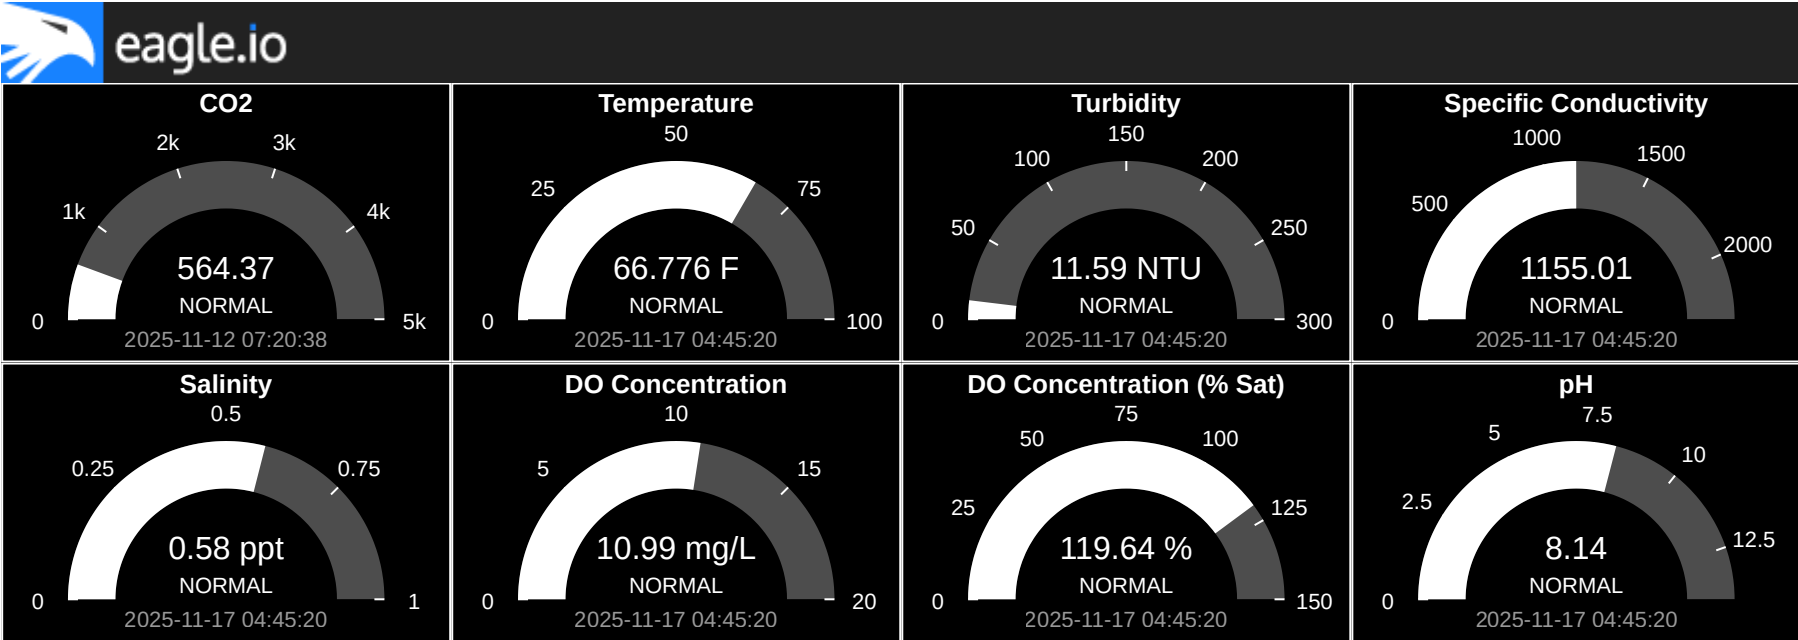 eagle.io
CO2
2k 3k
1k 4k
564.37
NORMAL
0 5k
2025-11-12 07:20:38
Temperature
50
25 75
66.776 F
NORMAL
0 100
2025-11-17 04:45:20
Turbidity
150
100 200
50 250
11.59 NTU
NORMAL
0 300
2025-11-17 04:45:20
Specific Conductivity
1000
1500
500
2000
1155.01
NORMAL
0
2025-11-17 04:45:20
Salinity
0.5
0.25 0.75
0.58 ppt
NORMAL
0 1
2025-11-17 04:45:20
DO Concentration
10
5 15
10.99 mg/L
NORMAL
0 20
2025-11-17 04:45:20
DO Concentration (% Sat)
75
50 100
25 125
119.64 %
NORMAL
0 150
2025-11-17 04:45:20
pH
7.5
5
10
2.5
12.5
8.14
NORMAL
0
2025-11-17 04:45:20